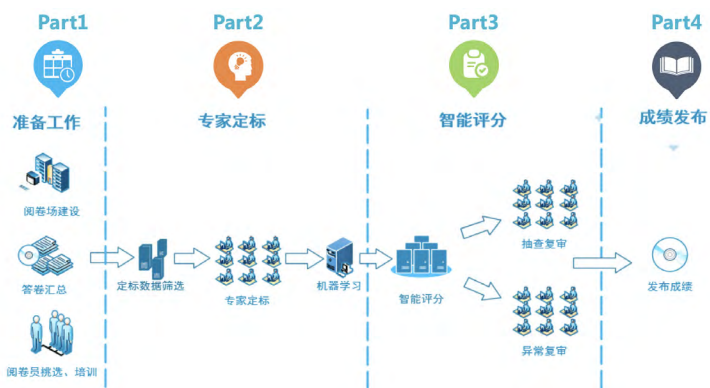 Part1
Part2
Part3
Part4
准备工作
专家定标
智能评分
成绩发布
阅卷场建设
答卷汇总
阅卷员挑选、培训
定标数据筛选
专家定标
机器学习
智能评分
抽查复审
异常复审
发布成绩